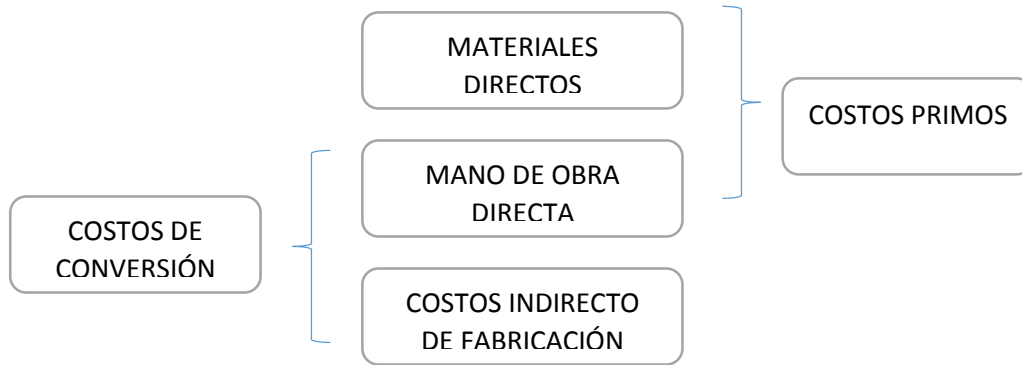 MATERIALES
DIRECTOS
COSTOS PRIMOS
MANO DE OBRA
DIRECTA
COSTOS DE
CONVERSIÓN
COSTOS INDIRECTO
DE FABRICACIÓN